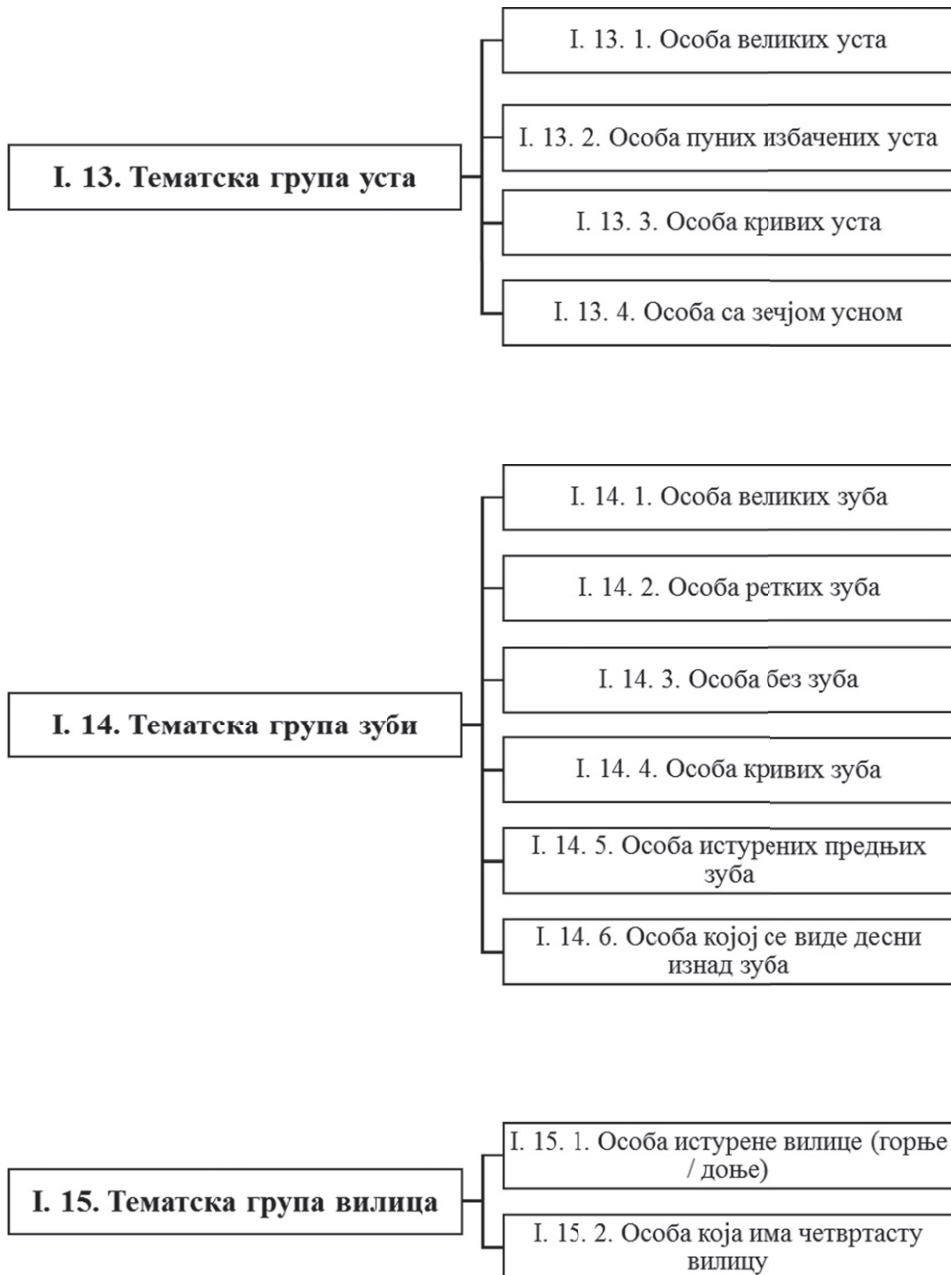 I. 13. Тематска група уста
I. 13. 1. Особа великих уста
I. 13. 2. Особа пуних избачених уста
I. 13. 3. Особа кривих уста
I. 13. 4. Особа са зечјом усном
I. 14. Тематска група зуби
I. 14. 1. Особа великих зуба
I. 14. 2. Особа ретких зуба
I. 14. 3. Особа без зуба
I. 14. 4. Особа кривих зуба
I. 14. 5. Особа истурених предњих
зуба
I. 14. 6. Особа којој се виде десни
изнад зуба
I. 15. Тематска група вилица
I. 15. 1. Особа истурене вилице (горње
/ доње)
I. 15. 2. Особа која има четвртасту
вилицу